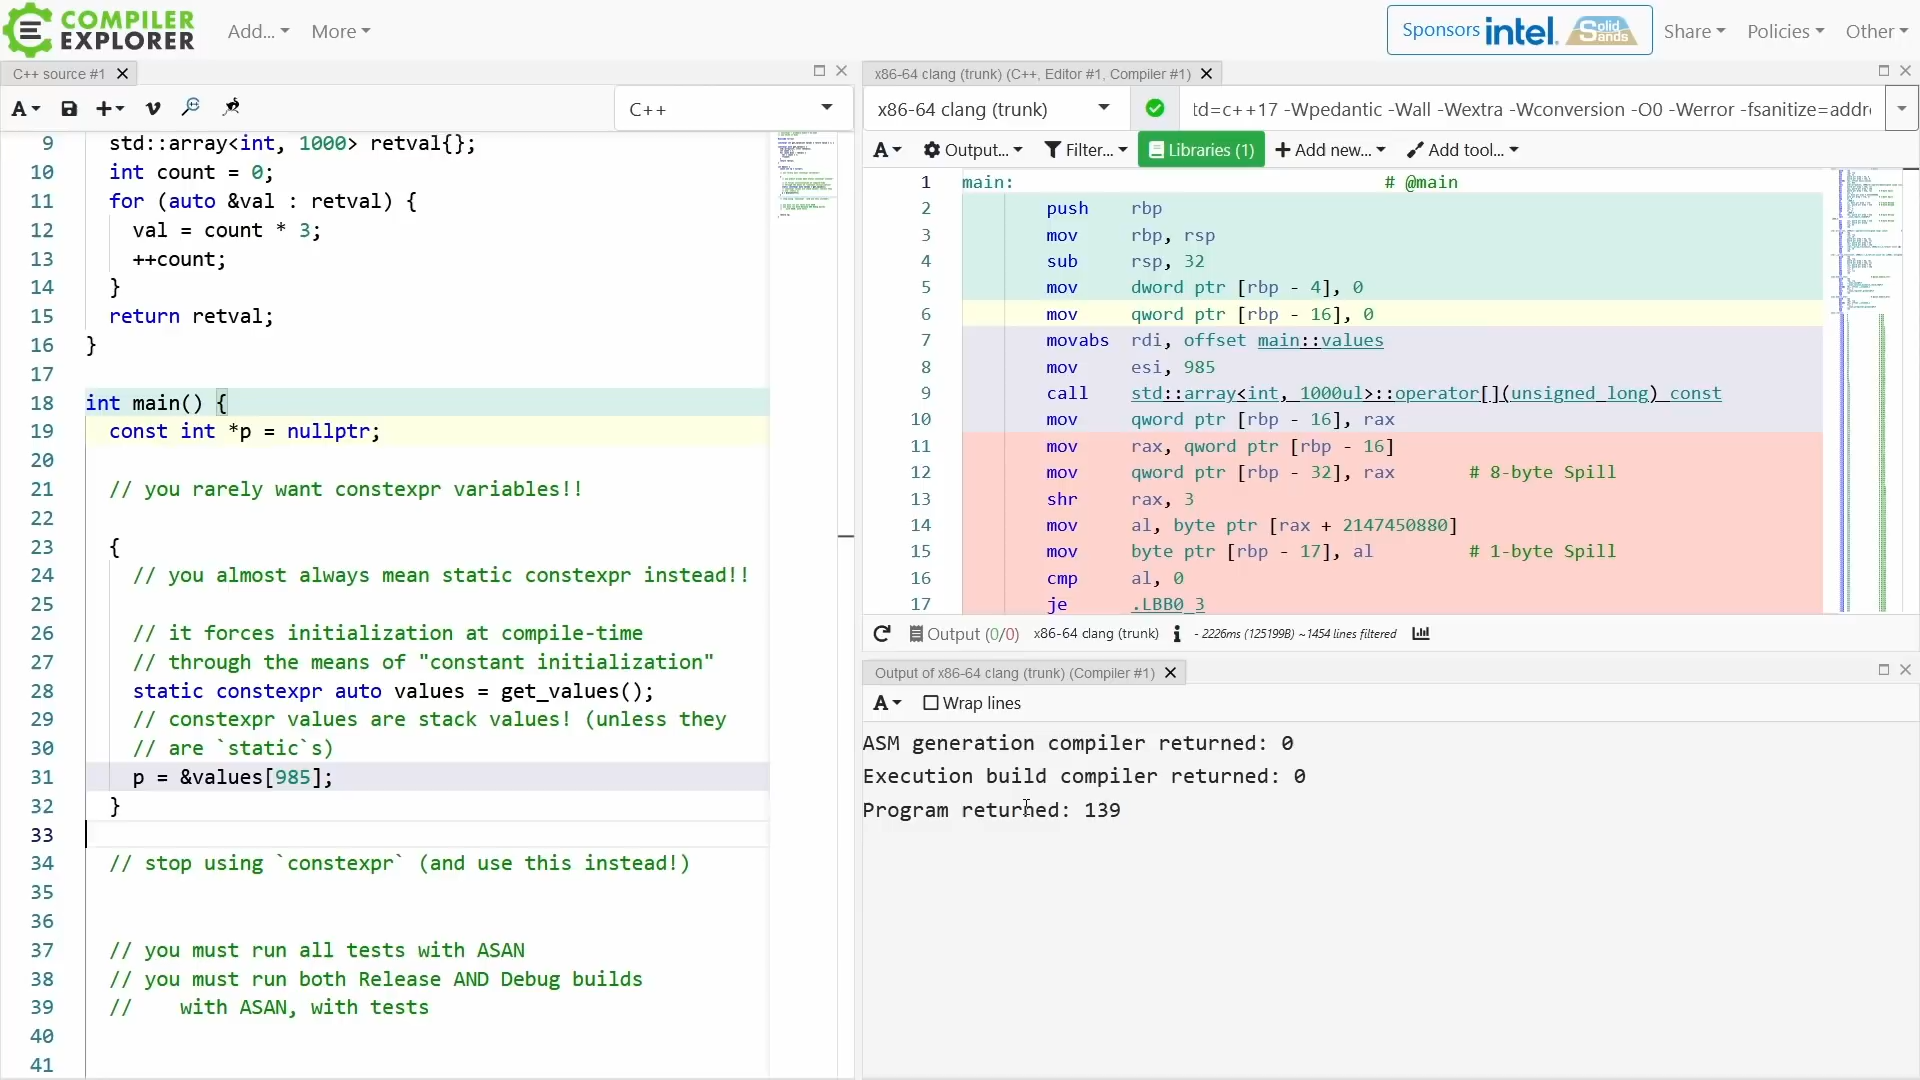 COMPILER
EXPLORER
Add...
More
Sponsors intel. Solid Sands
Share
Policies
Other
C++ source #1
A
C++
9 std::array<int, 1000> retval{};
10 int count = 0;
11 for (auto &val : retval) {
12 val = count * 3;
13 ++count;
14 }
15 return retval;
16 }
17
18 int main() {
19 const int *p = nullptr;
20
21 // you rarely want constexpr variables!!
22
23 {
24 // you almost always mean static constexpr instead!!
25
26 // it forces initialization at compile-time
27 // through the means of "constant initialization"
28 static constexpr auto values = get_values();
29 // constexpr values are stack values! (unless they
30 // are `static`s)
31 p = &values[985];
32 }
33
34 // stop using `constexpr` (and use this instead!)
35
36
37 // you must run all tests with ASAN
38 // you must run both Release AND Debug builds
39 // with ASAN, with tests
40
41
x86-64 clang (trunk) (C++, Editor #1, Compiler #1)
x86-64 clang (trunk)
td=c++17 -Wpedantic -Wall -Wextra -Wconversion -O0 -Werror -fsanitize=addre
A Output... Filter... Libraries (1) + Add new... Add tool...
1 main: # @main
2 push rbp
3 mov rbp, rsp
4 sub rsp, 32
5 mov dword ptr [rbp - 4], 0
6 mov qword ptr [rbp - 16], 0
7 movabs rdi, offset main::values
8 mov esi, 985
9 call std::array<int, 1000ul>::operator[](unsigned long) const
10 mov qword ptr [rbp - 16], rax
11 mov rax, qword ptr [rbp - 16]
12 mov qword ptr [rbp - 32], rax # 8-byte Spill
13 shr rax, 3
14 mov al, byte ptr [rax + 2147450880]
15 mov byte ptr [rbp - 17], al # 1-byte Spill
16 cmp al, 0
17 je .LBB0_3
Output (0/0) x86-64 clang (trunk) i - 2226ms (125199B) ~1454 lines filtered
Output of x86-64 clang (trunk) (Compiler #1)
A Wrap lines
ASM generation compiler returned: 0
Execution build compiler returned: 0
Program returned: 139